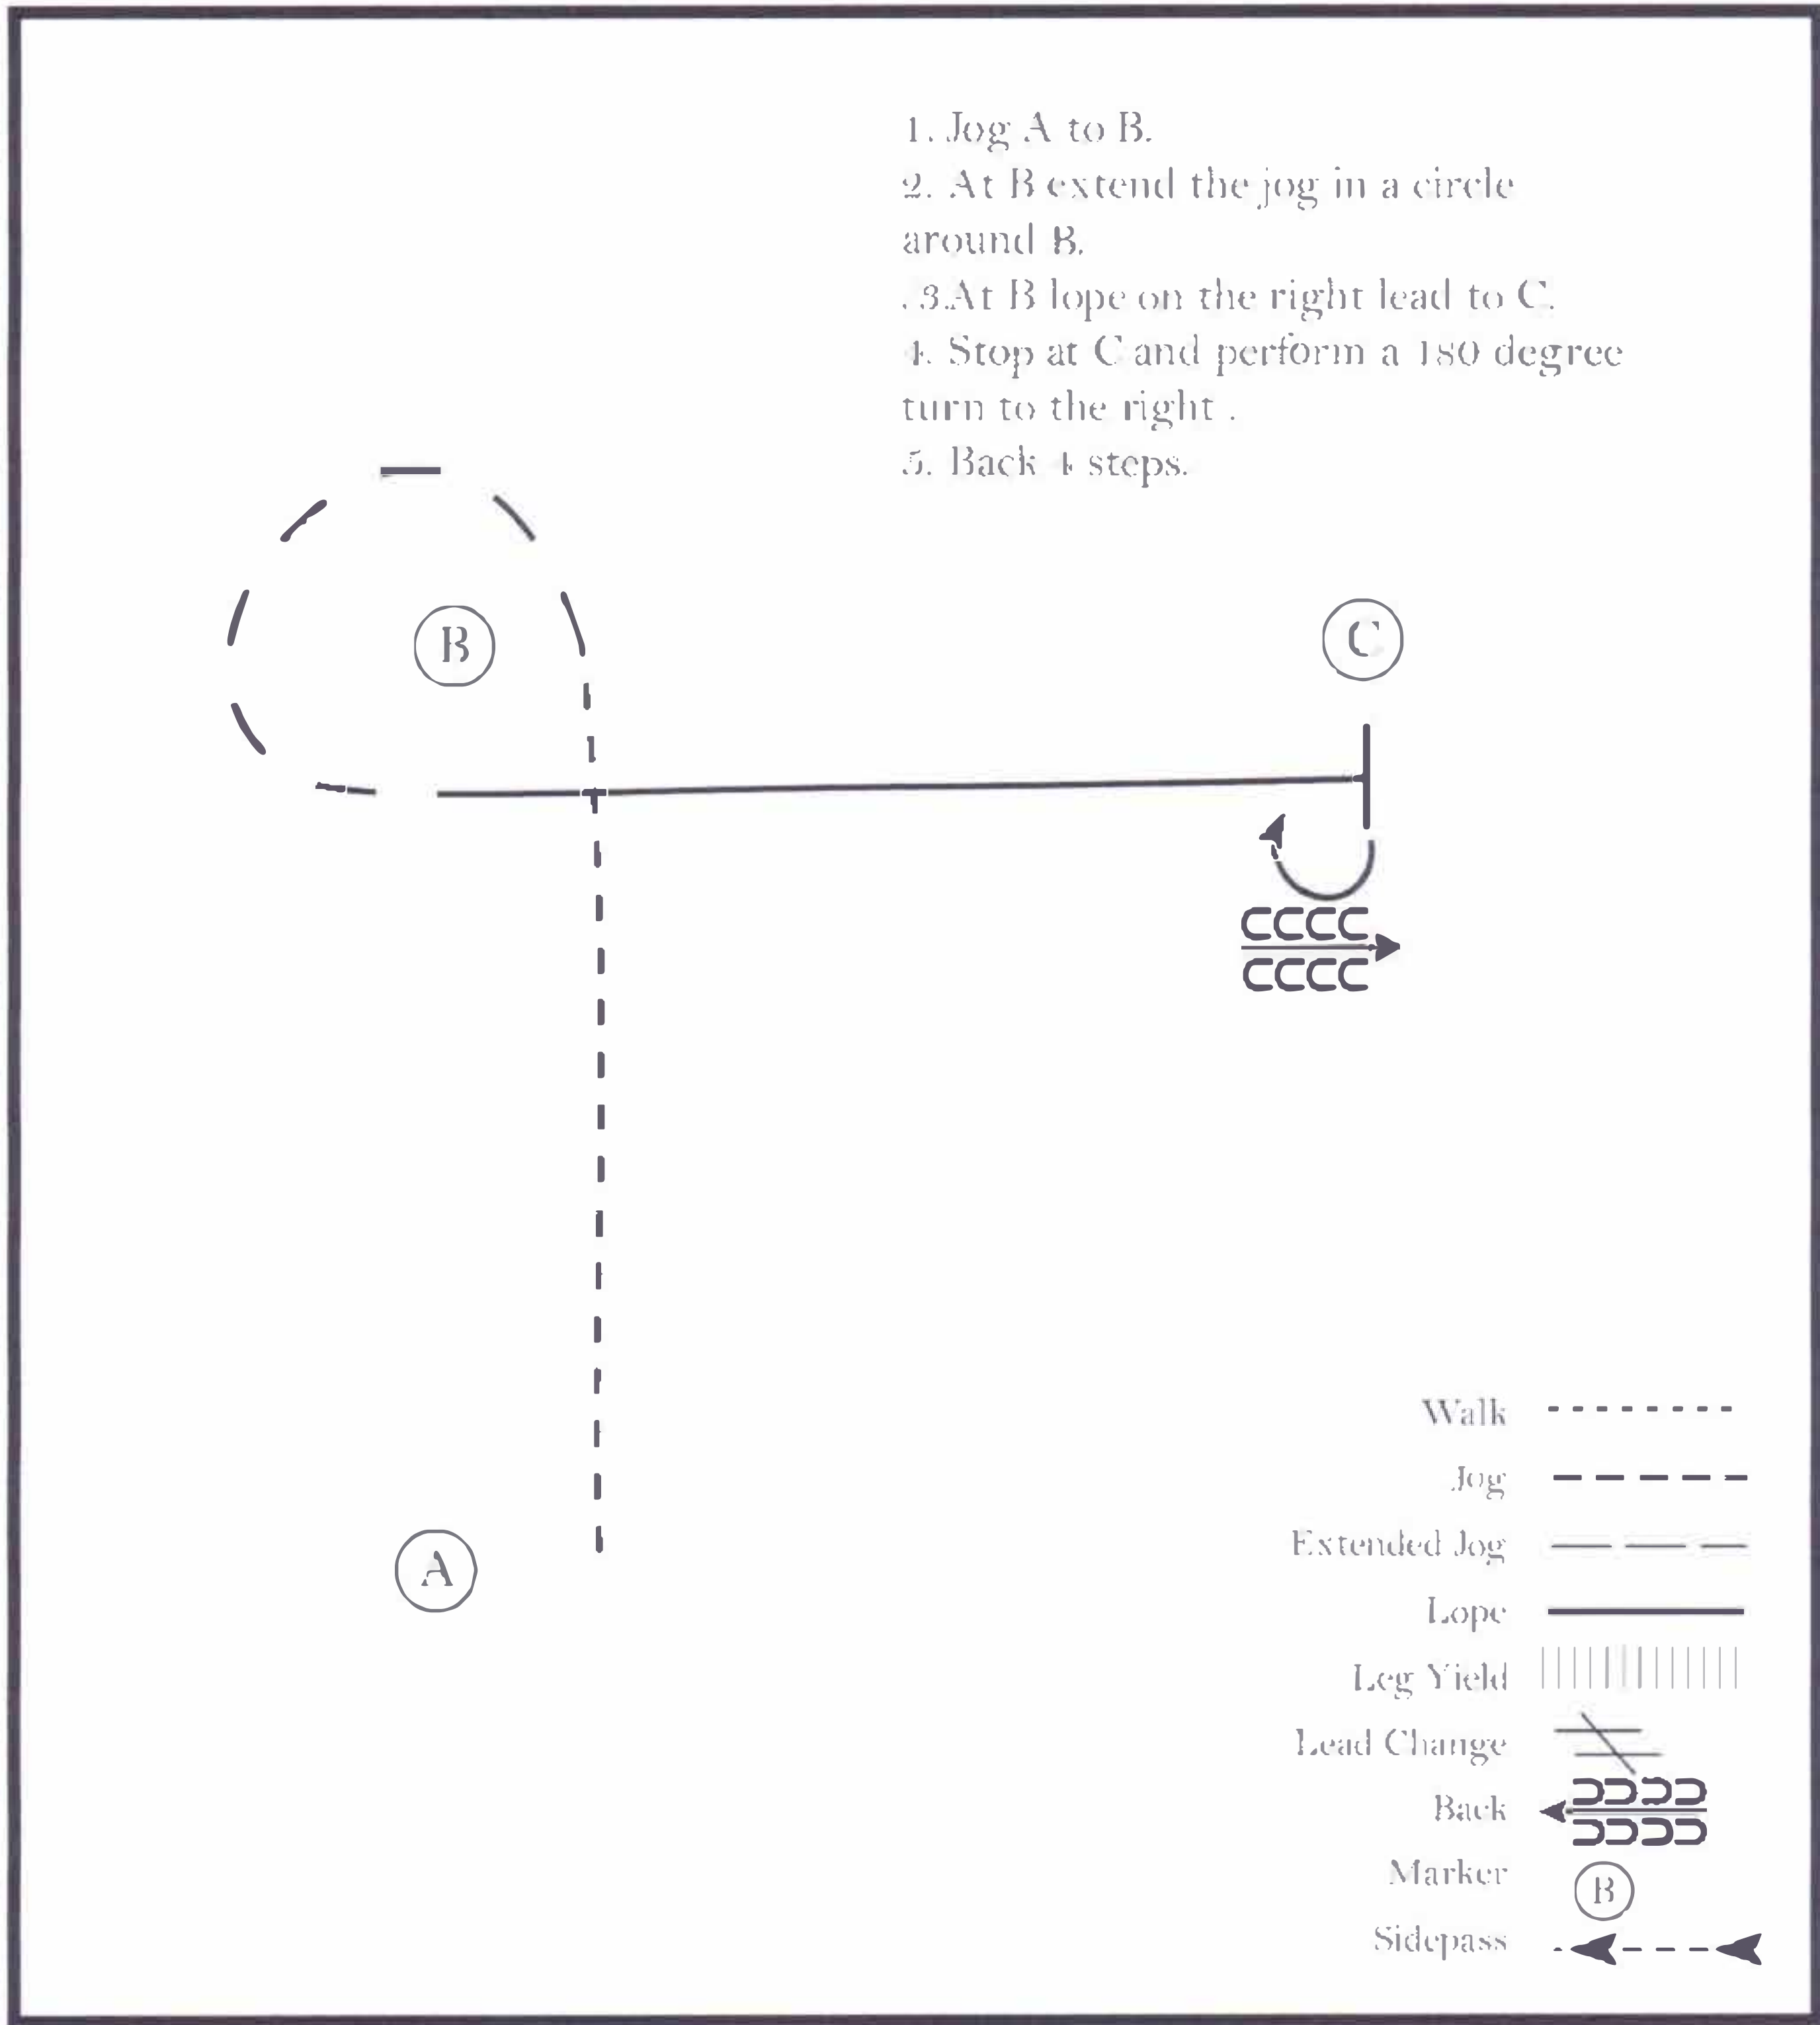 1. Jog A to B.
2. At B extend the jog in a circle
around B.
.3.At B lope on the right lead to C.
4. Stop at C and perform a 180 degree
turn to the right .
5. Back 4 steps.
B
C
A
Walk
Jog
Extended Jog
Lope
Leg Yield
Lead Change
Back
Marker
B
Sidepass